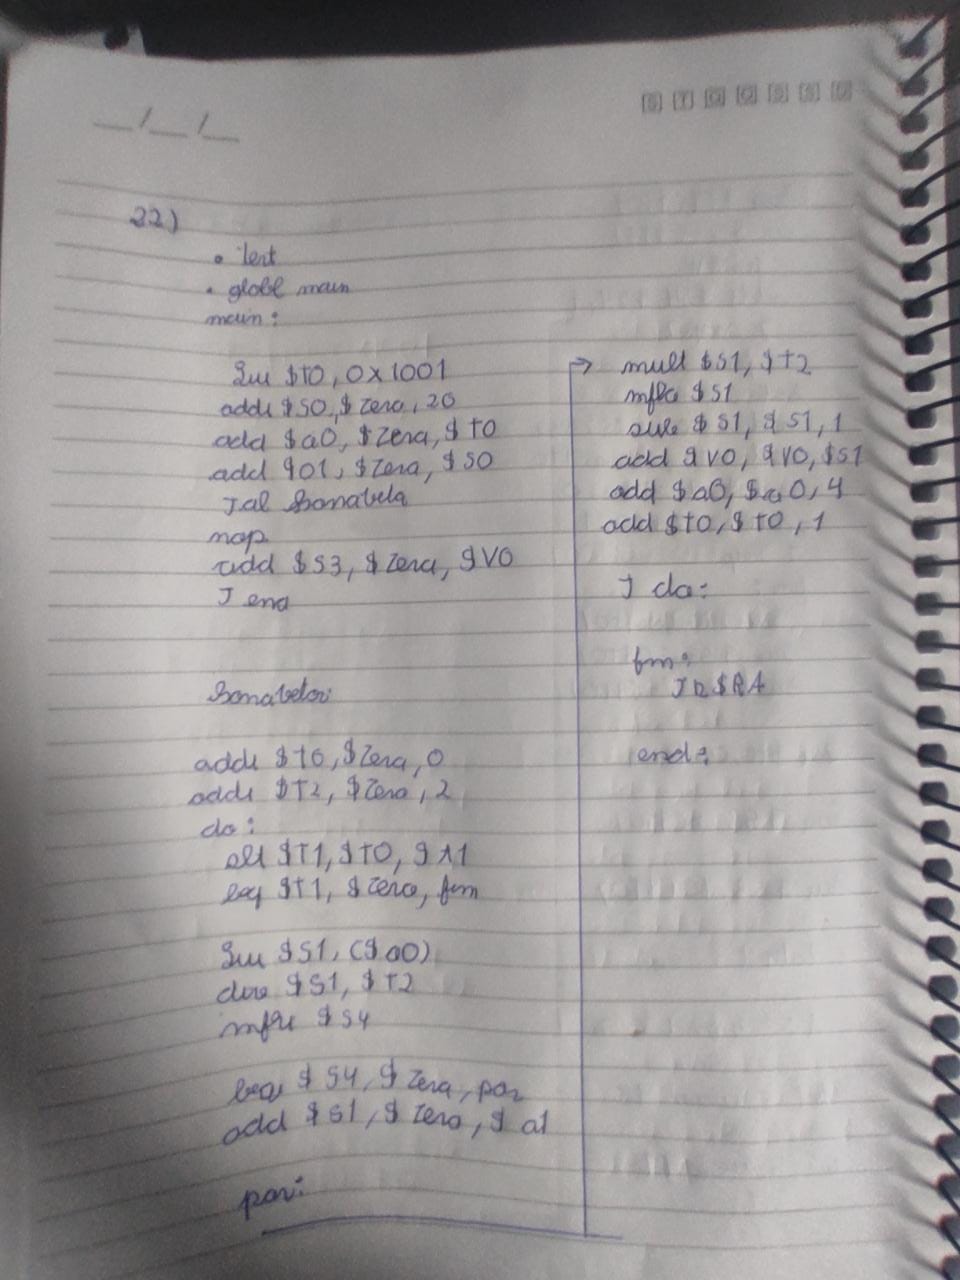 __/__/__
D T Q Q S S D
22)
. text
. globl main
main:
lui $t0, 0x1001
addi $s0, $zero, 20
add $a0, $zero, $t0
add $a1, $zero, $s0
Jal Somatela
nop
add $s3, $zero, $v0
J end
addi $t0, $zero, 0
addi $t2, $zero, 2
do:
slt $t1, $t0, $a1
beq $t1, $zero, fim
$s1, ($a0)
div $s1, $t2
mfhi $s4
beq $s4, $zero, par
add $s1, $zero, $a1
par:
mult $s1, $t2
mflo $s1
$s1, $s1, 1
add $v0, $v0, $s1
add $a0, $a0, 4
add $t0, $t0, 1
J do:
fim:
JR $RA
end: